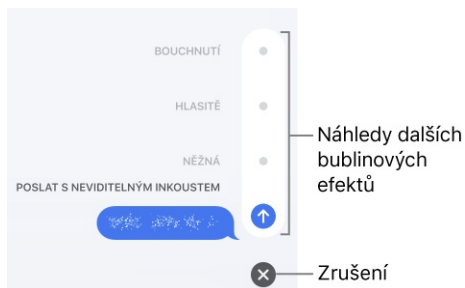 BOUCHNUTÍ
HLASITĚ
NĚŽNÁ
POSLAT S NEVIDITELNÝM INKOUSTEM
Náhledy dalších
bublinových
efektů
Zrušení